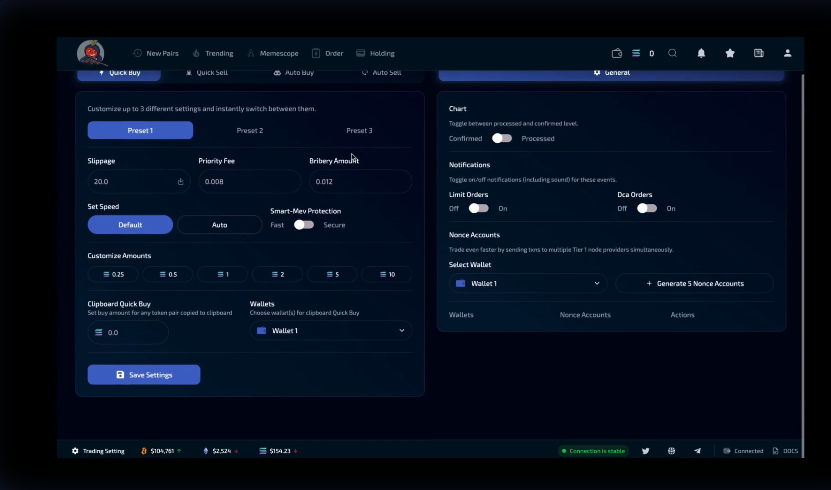 New Pairs
Trending
Memescope
Order
Holding
0
Quick Buy
Quick Sell
Auto Buy
Auto Sell
General
Customize up to 3 different settings and instantly switch between them.
Preset 1
Preset 2
Preset 3
Slippage
Priority Fee
Bribery Amount
20.0
0.008
0.012
Set Speed
Default
Auto
Smart-Mev Protection
Fast
Secure
Customize Amounts
0.25
0.5
1
2
5
10
Clipboard Quick Buy
Set buy amount for any token pair copied to clipboard
0.0
Wallets
Choose wallet(s) for clipboard Quick Buy
Wallet 1
Save Settings
Chart
Toggle between processed and confirmed level.
Confirmed
Processed
Notifications
Toggle on/off notifications (including sound) for these events.
Limit Orders
Off
On
Dca Orders
Off
On
Nonce Accounts
Trade even faster by sending txns to multiple Tier 1 node providers simultaneously.
Select Wallet
Wallet 1
+ Generate 5 Nonce Accounts
Wallets
Nonce Accounts
Actions
Trading Setting
$104,761
$2,524
$154.23
Connection is stable
Connected
DOCS